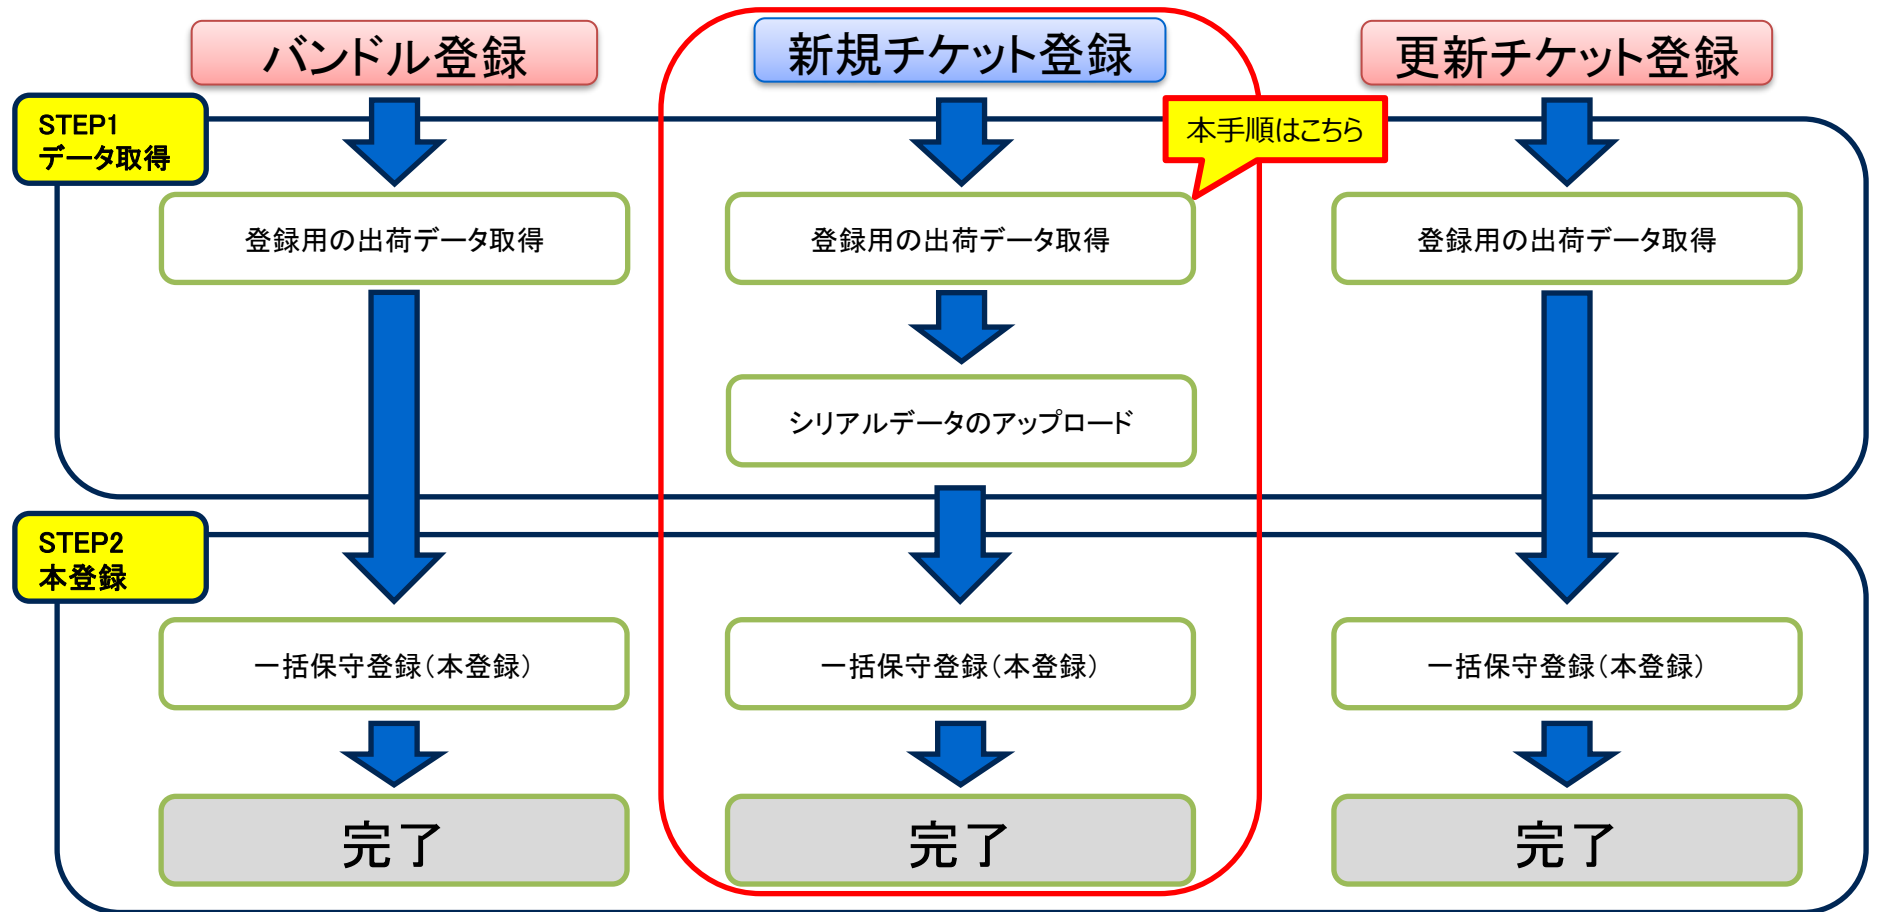 バンドル登録
新規チケット登録
更新チケット登録
STEP1
データ取得
本手順はこちら
登録用の出荷データ取得
登録用の出荷データ取得
登録用の出荷データ取得
シリアルデータのアップロード
STEP2
本登録
一括保守登録(本登録)
一括保守登録(本登録)
一括保守登録(本登録)
完了
完了
完了